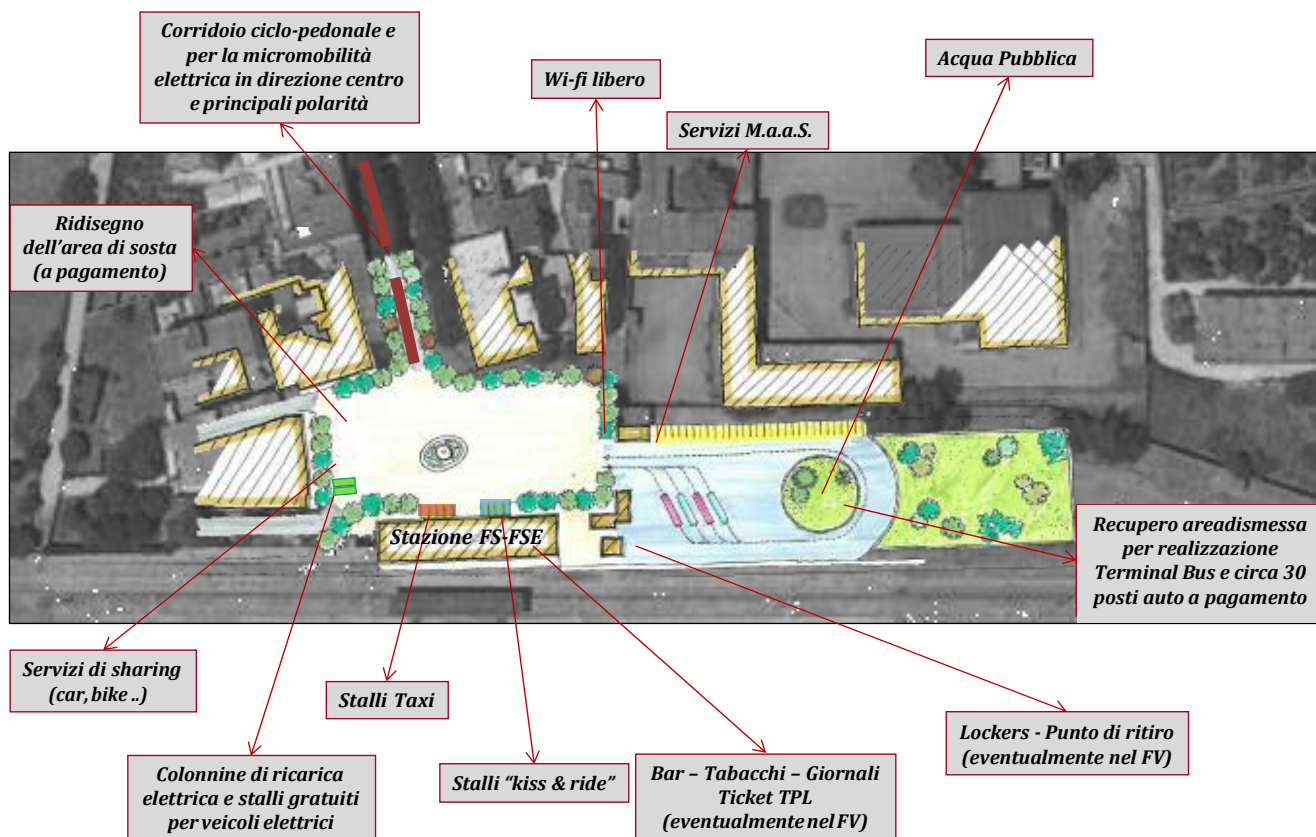 Corridoio ciclo-pedonale e
per la micromobilità
elettrica in direzione centro
e principali polarità
Wi-fi libero
Acqua Pubblica
Servizi M.a.a.S.
Ridisegno
dell'area di sosta
(a pagamento)
Stazione FS-FSE
Recupero areadismessa
per realizzazione
Terminal Bus e circa 30
posti auto a pagamento
Servizi di sharing
(car, bike ..)
Stalli Taxi
Colonnine di ricarica
elettrica e stalli gratuiti
per veicoli elettrici
Stalli “kiss & ride”
Bar – Tabacchi – Giornali
Ticket TPL
(eventualmente nel FV)
Lockers - Punto di ritiro
(eventualmente nel FV)